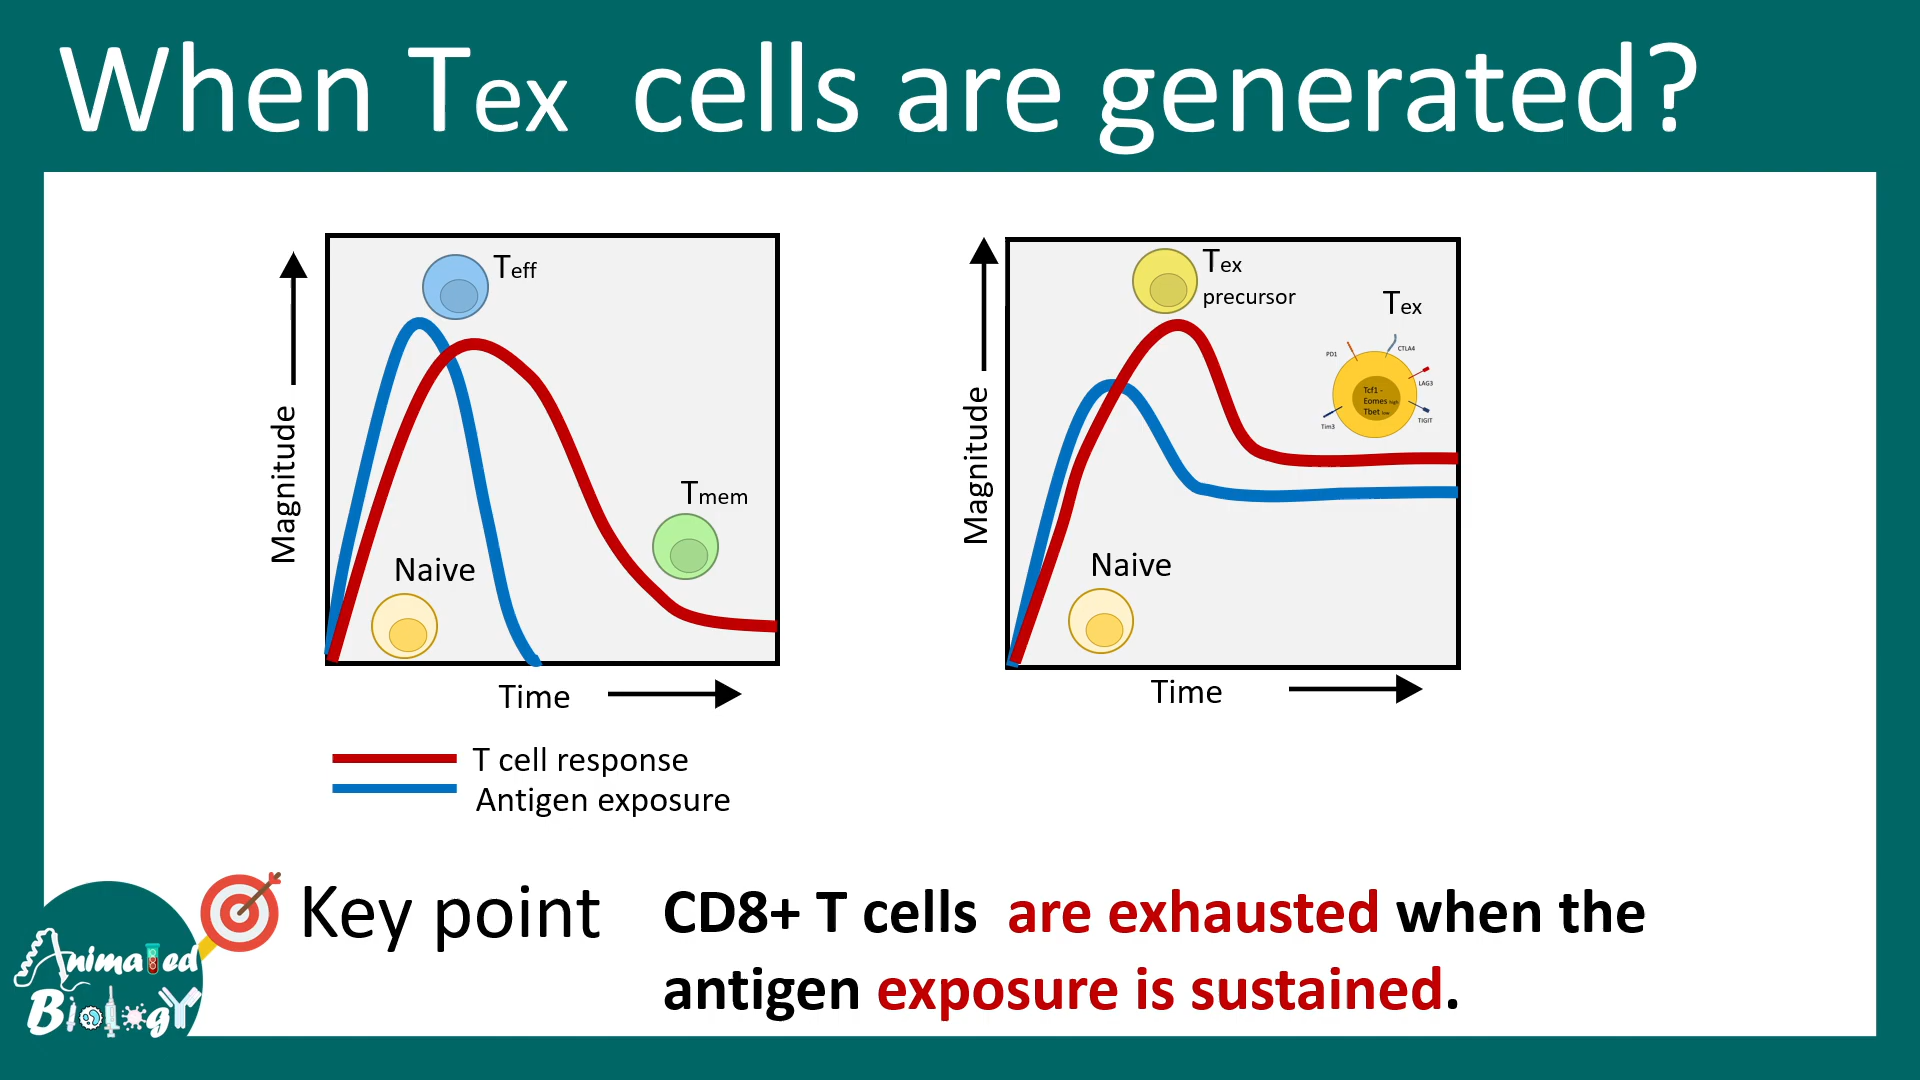 When Tex cells are generated?
Teff
Tmem
Naive
Magnitude
Time
T cell response
Antigen exposure
Tex
precursor
Tex
PD1
CTLA4
LAG3
TIGIT
Tim3
Tcf1 -
Eomes high
Tbet low
Naive
Magnitude
Time
Key point
CD8+ T cells are exhausted when the
antigen exposure is sustained.
Animated
Biology